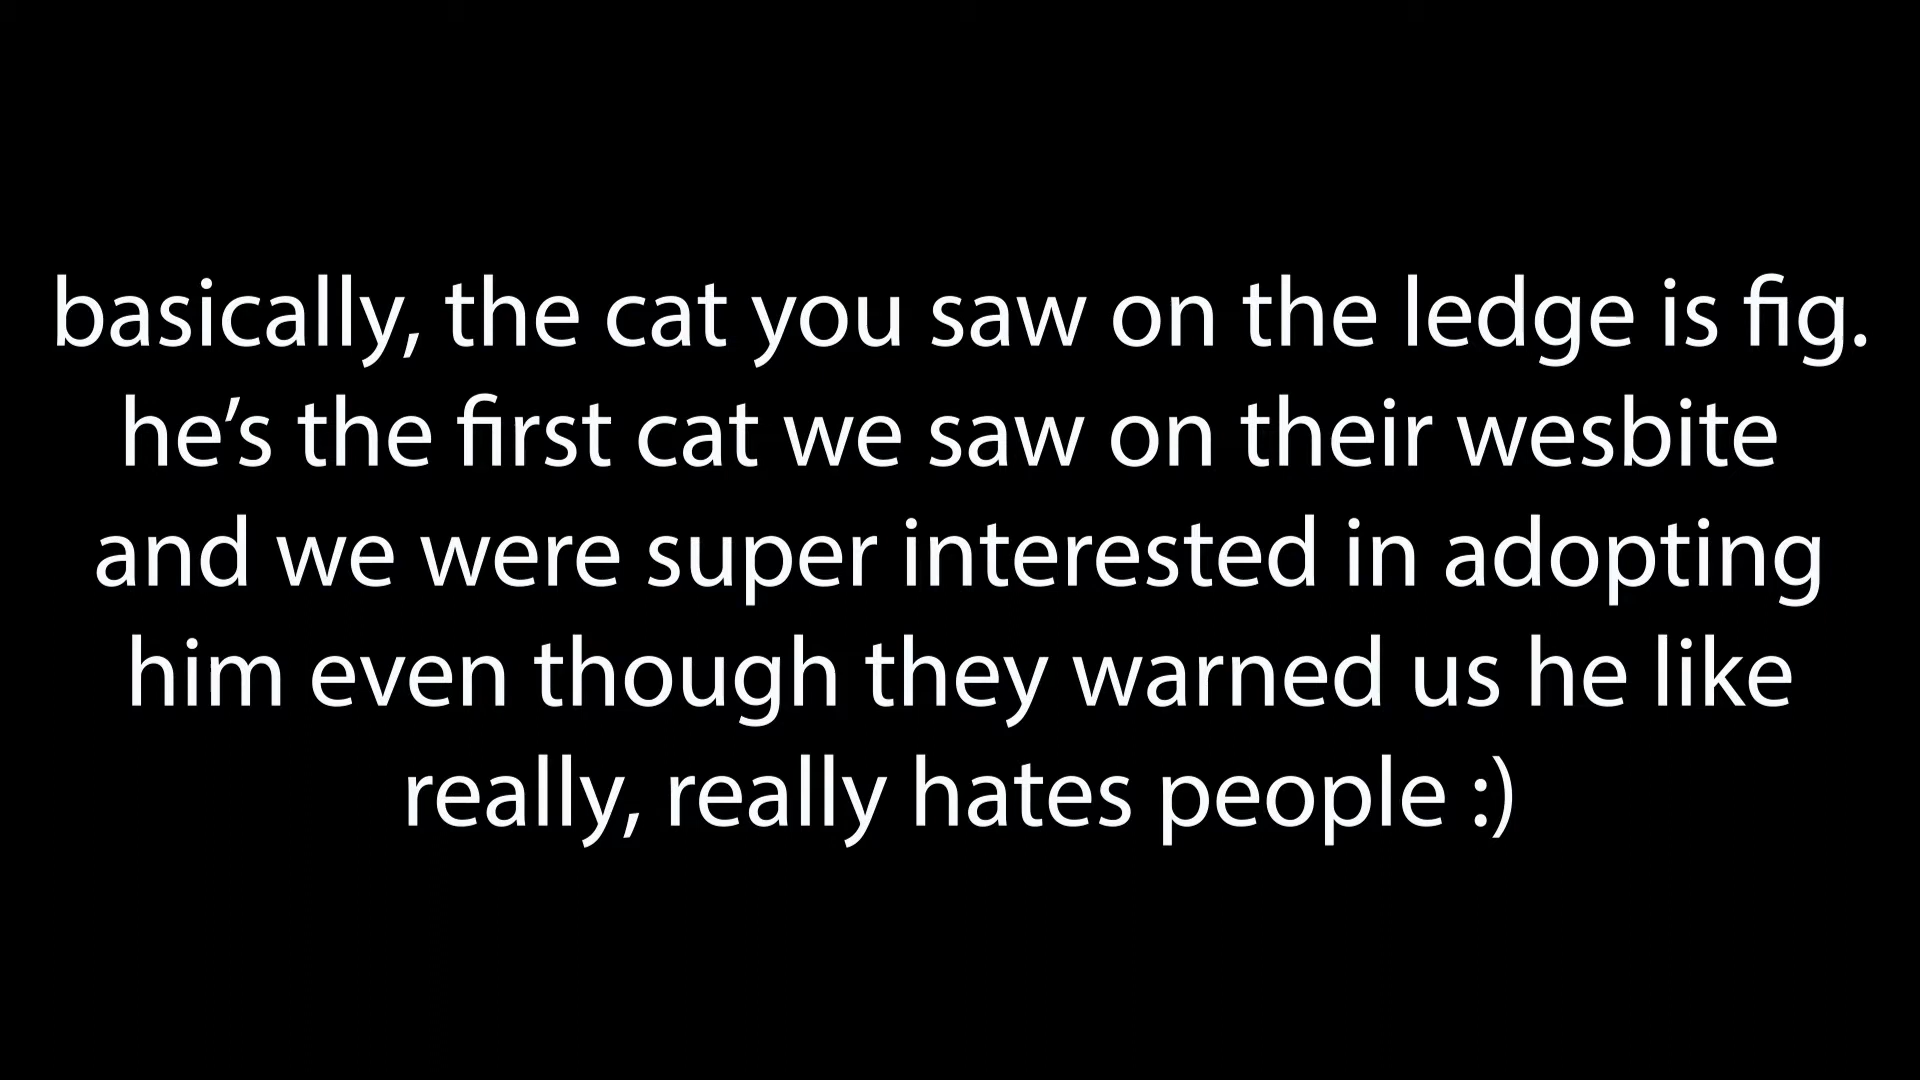 basically, the cat you saw on the ledge is fig.
he’s the first cat we saw on their wesbite
and we were super interested in adopting
him even though they warned us he like
really, really hates people :)